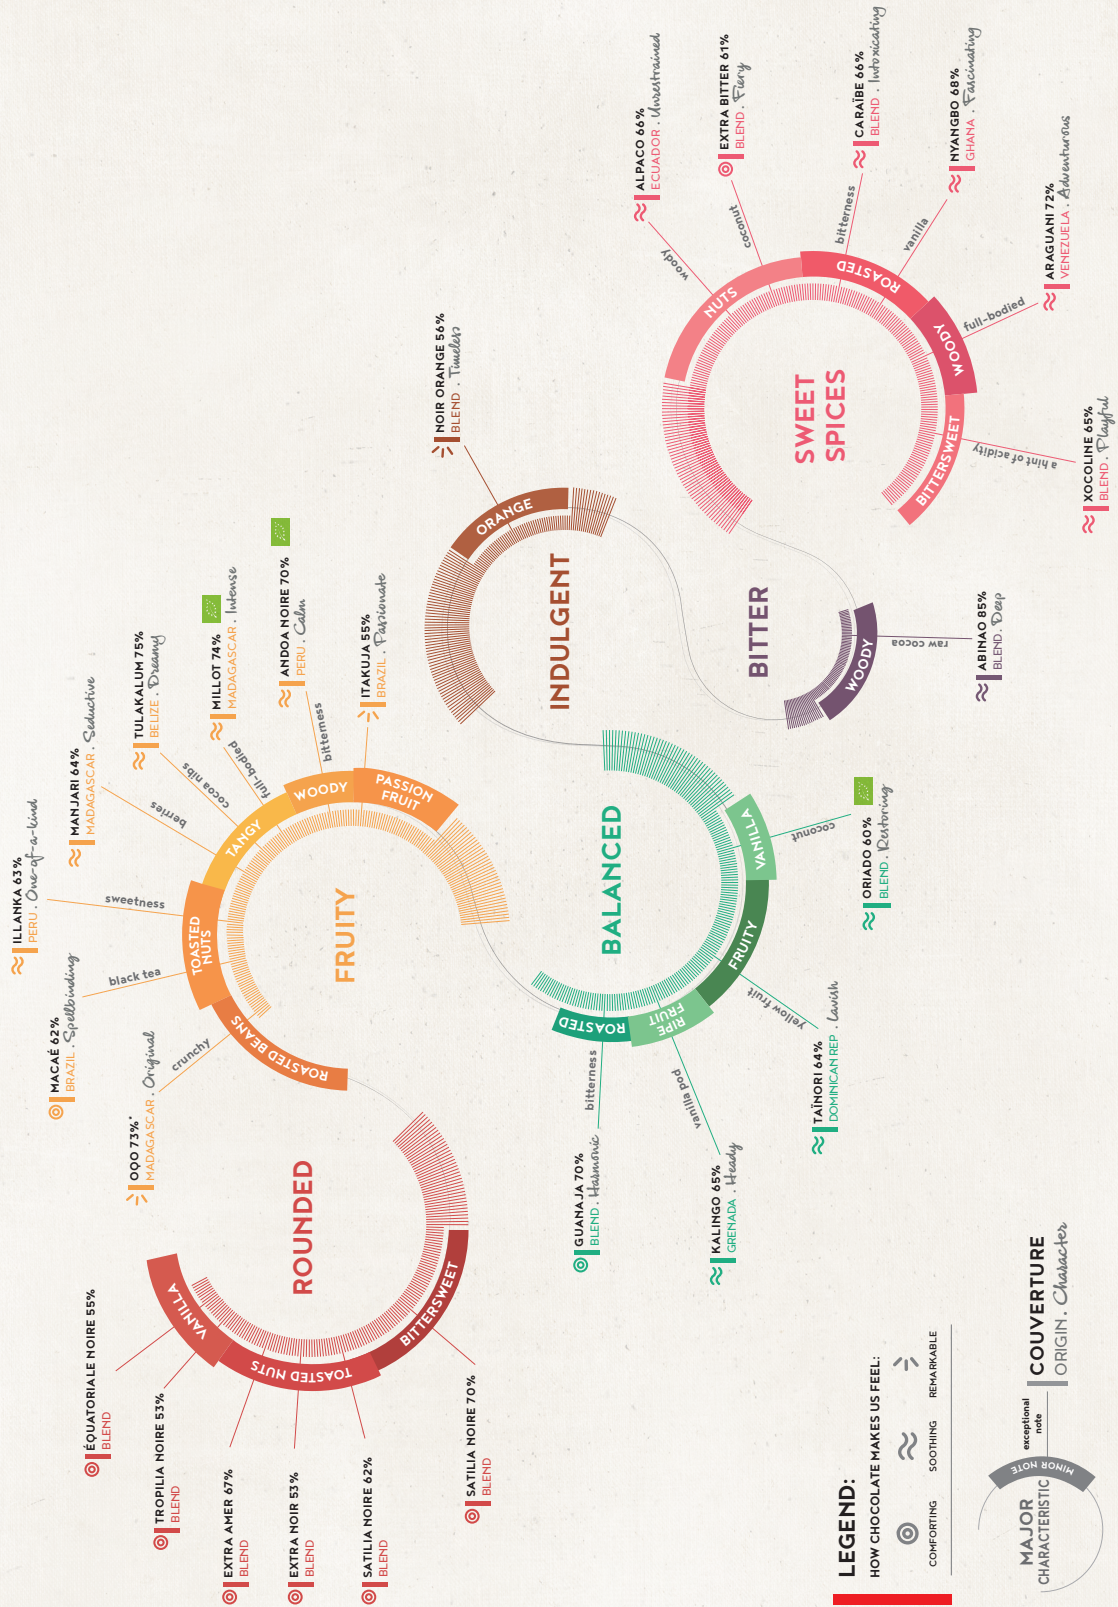 ROUNDED
VANILLA
TOASTED NUTS
BITTERSWEET
ÉQUATORIALE NOIRE 55%
BLEND
TROPILIA NOIRE 53%
BLEND
EXTRA AMER 67%
BLEND
EXTRA NOIR 53%
BLEND
SATILIA NOIRE 62%
BLEND
SATILIA NOIRE 70%
BLEND
FRUITY
ROASTED BEANS
TOASTED
NUTS
TANGY
WOODY
PASSION
FRUIT
crunchy
OQO 73%*
MADAGASCAR . Original
black tea
MACAÉ 62%
BRAZIL . Spellbinding
sweetness
ILLANKA 63%
PERU . One-of-a-kind
berries
MANJARI 64%
MADAGASCAR . Seductive
cocoa nibs
TULAKALUM 75%
BELIZE . Dreamy
full-bodied
MILLOT 74%
MADAGASCAR . Intense
bitterness
ANDOA NOIRE 70%
PERU . Calm
ITAKUJA 55%
BRAZIL . Passionate
BALANCED
ROASTED
RIPE
FRUIT
FRUITY
VANILLA
bitterness
GUANAJA 70%
BLEND . Harmonic
vanilla pod
KALINGO 65%
GRENADA . Heady
yellow fruit
TAÏNORI 64%
DOMINICAN REP . Lavish
coconut
ORIADO 60%
BLEND . Restoring
INDULGENT
ORANGE
NOIR ORANGE 56%
BLEND . Timeless
BITTER
WOODY
raw cocoa
ABINAO 85%
BLEND . Deep
SWEET
SPICES
NUTS
ROASTED
WOODY
BITTERSWEET
woody
ALPACO 66%
ECUADOR . Unrestrained
coconut
EXTRA BITTER 61%
BLEND . Fiery
bitterness
CARAÏBE 66%
BLEND . Intoxicating
vanilla
NYANGBO 68%
GHANA . Fascinating
full-bodied
ARAGUANI 72%
VENEZUELA . Adventurous
a hint of acidity
XOCOLINE 65%
BLEND . Playful
LEGEND:
HOW CHOCOLATE MAKES US FEEL:
COMFORTING
SOOTHING
REMARKABLE
MAJOR
CHARACTERISTIC
MINOR NOTE
exceptional
note
COUVERTURE
ORIGIN . Character